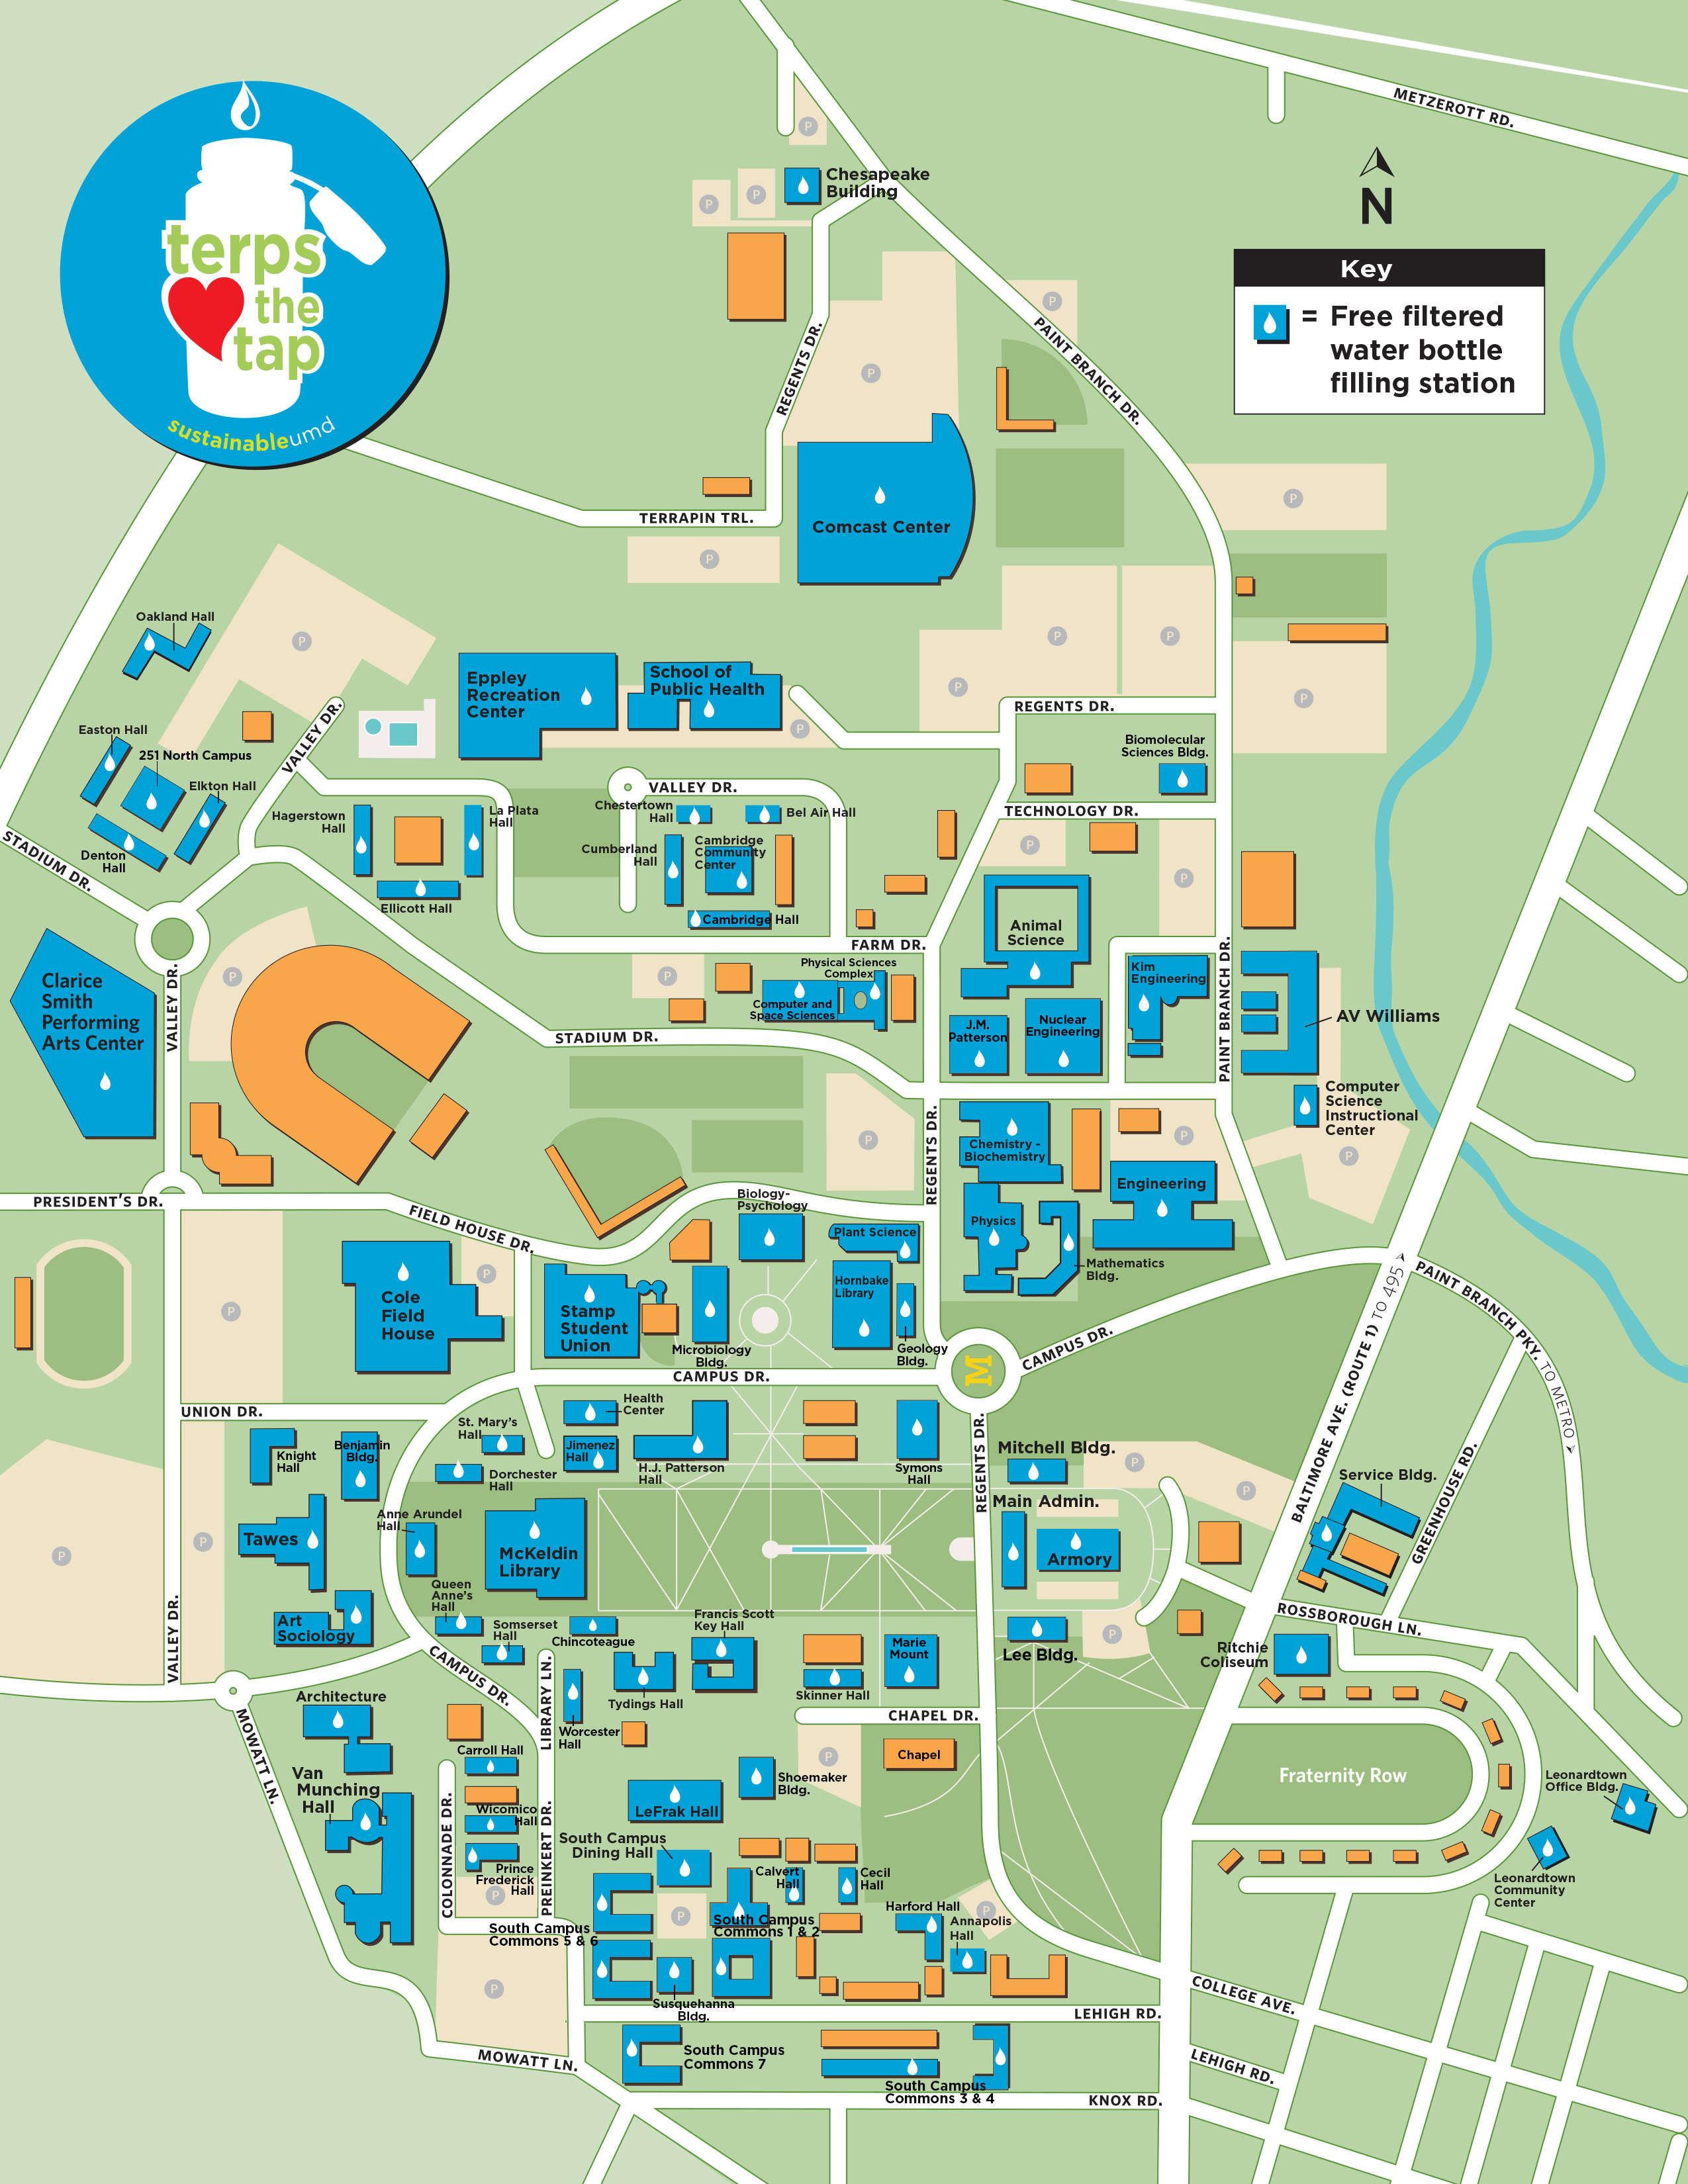 METZEROTT RD.
Chesapeake
Building
N
Key
= Free filtered
water bottle
filling station
terps
the
tap
sustainableumd
REGENTS DR.
PAINT BRANCH DR.
P
P
P
P
P
P
P
Comcast Center
TERRAPIN TRL.
P
Oakland Hall
P
P
P
P
P
Eppley
Recreation
Center
School of
Public Health
P
REGENTS DR.
Easton Hall
251 North Campus
Elkton Hall
Denton
Hall
VALLEY DR.
Biomolecular
Sciences Bldg.
VALLEY DR.
Hagerstown
Hall
La Plata
Hall
Ellicott Hall
Chestertown
Hall
Bel Air Hall
Cumberland
Hall
Cambridge
Community
Center
Cambridge Hall
TECHNOLOGY DR.
P
P
STADIUM DR.
FARM DR.
Animal
Science
Clarice
Smith
Performing
Arts Center
VALLEY DR.
P
P
Physical Sciences
Complex
Computer and
Space Sciences
Kim
Engineering
J.M.
Patterson
Nuclear
Engineering
PAINT BRANCH DR.
AV Williams
STADIUM DR.
Computer
Science
Instructional
Center
P
REGENTS DR.
Chemistry -
Biochemistry
P
P
Engineering
PRESIDENT'S DR.
FIELD HOUSE DR.
Biology-
Psychology
Plant Science
Physics
Mathematics
Bldg.
P
P
Cole
Field
House
Stamp
Student
Union
Microbiology
Bldg.
Hornbake
Library
Geology
Bldg.
M
CAMPUS DR.
CAMPUS DR.
BALTIMORE AVE. (ROUTE 1) TO 495
PAINT BRANCH PKY. TO METRO
UNION DR.
Health
Center
St. Mary's
Hall
Jimenez
Hall
H.J. Patterson
Hall
Symons
Hall
REGENTS DR.
Mitchell Bldg.
P
P
Service Bldg.
GREENHOUSE RD.
Knight
Hall
Benjamin
Bldg.
Dorchester
Hall
Anne Arundel
Hall
Main Admin.
Armory
P
P
Tawes
McKeldin
Library
VALLEY DR.
Queen
Anne's
Hall
Art
Sociology
Somserset
Hall
Chincoteague
Francis Scott
Key Hall
Marie
Mount
Lee Bldg.
P
ROSSBOROUGH LN.
Ritchie
Coliseum
CAMPUS DR.
LIBRARY LN.
Tydings Hall
Skinner Hall
Worcester
Hall
CHAPEL DR.
Architecture
MOWATT LN.
Carroll Hall
Chapel
P
Van
Munching
Hall
Shoemaker
Bldg.
LeFrak Hall
Fraternity Row
Leonardtown
Office Bldg.
COLONNADE DR.
Wicomico
Hall
PREINKERT DR.
South Campus
Dining Hall
Prince
Frederick
Hall
P
Calvert
Hall
Cecil
Hall
Leonardtown
Community
Center
South Campus
Commons 5 & 6
P
South Campus
Commons 1 & 2
Harford Hall
Annapolis
Hall
P
P
Susquehanna
Bldg.
COLLEGE AVE.
LEHIGH RD.
South Campus
Commons 7
MOWATT LN.
South Campus
Commons 3 & 4
LEHIGH RD.
KNOX RD.